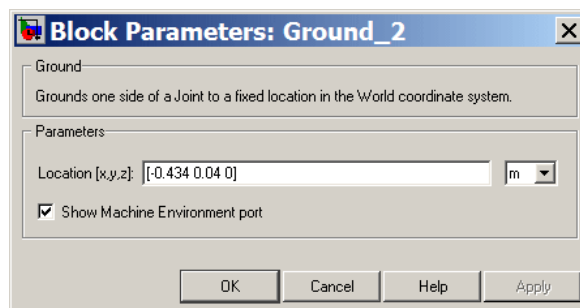 Block Parameters: Ground_2
Ground
Grounds one side of a Joint to a fixed location in the World coordinate system.
Parameters
Location [x,y,z]: [-0.434 0.04 0] m
Show Machine Environment port
OK Cancel Help Apply